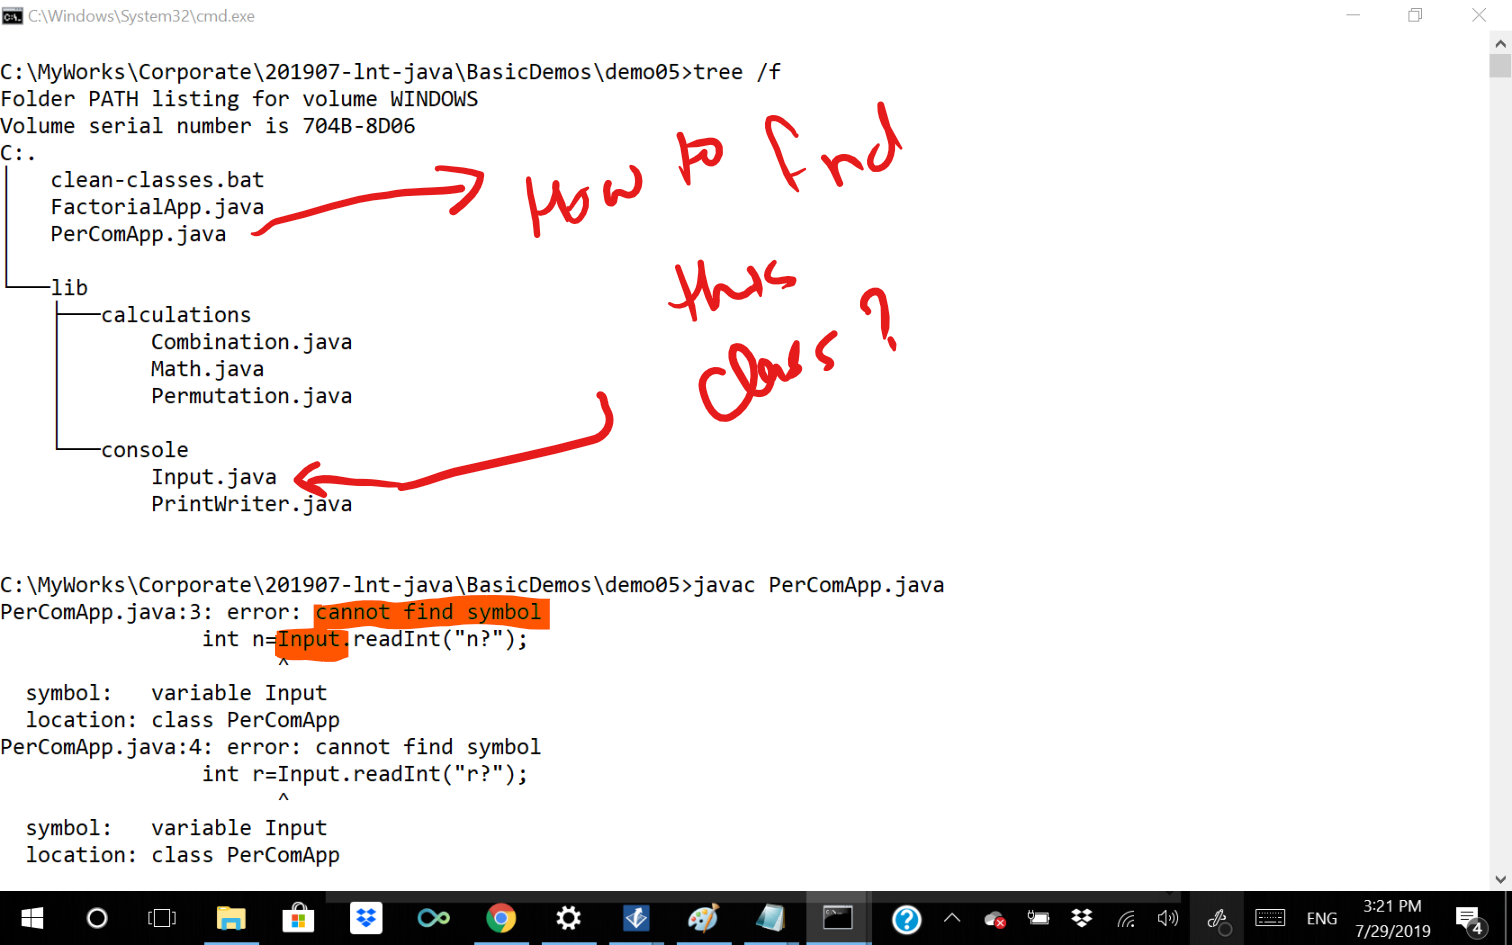 C:\Windows\System32\cmd.exe
C:\MyWorks\Corporate\201907-lnt-java\BasicDemos\demo05>tree /f
Folder PATH listing for volume WINDOWS
Volume serial number is 704B-8D06
C:.
clean-classes.bat
FactorialApp.java
PerComApp.java
How to find
this
class?
lib
calculations
Combination.java
Math.java
Permutation.java
console
Input.java
PrintWriter.java
C:\MyWorks\Corporate\201907-lnt-java\BasicDemos\demo05>javac PerComApp.java
PerComApp.java:3: error: cannot find symbol
int n=Input.readInt("n?");
^
symbol:   variable Input
location: class PerComApp
PerComApp.java:4: error: cannot find symbol
int r=Input.readInt("r?");
^
symbol:   variable Input
location: class PerComApp
ENG
3:21 PM
7/29/2019
4